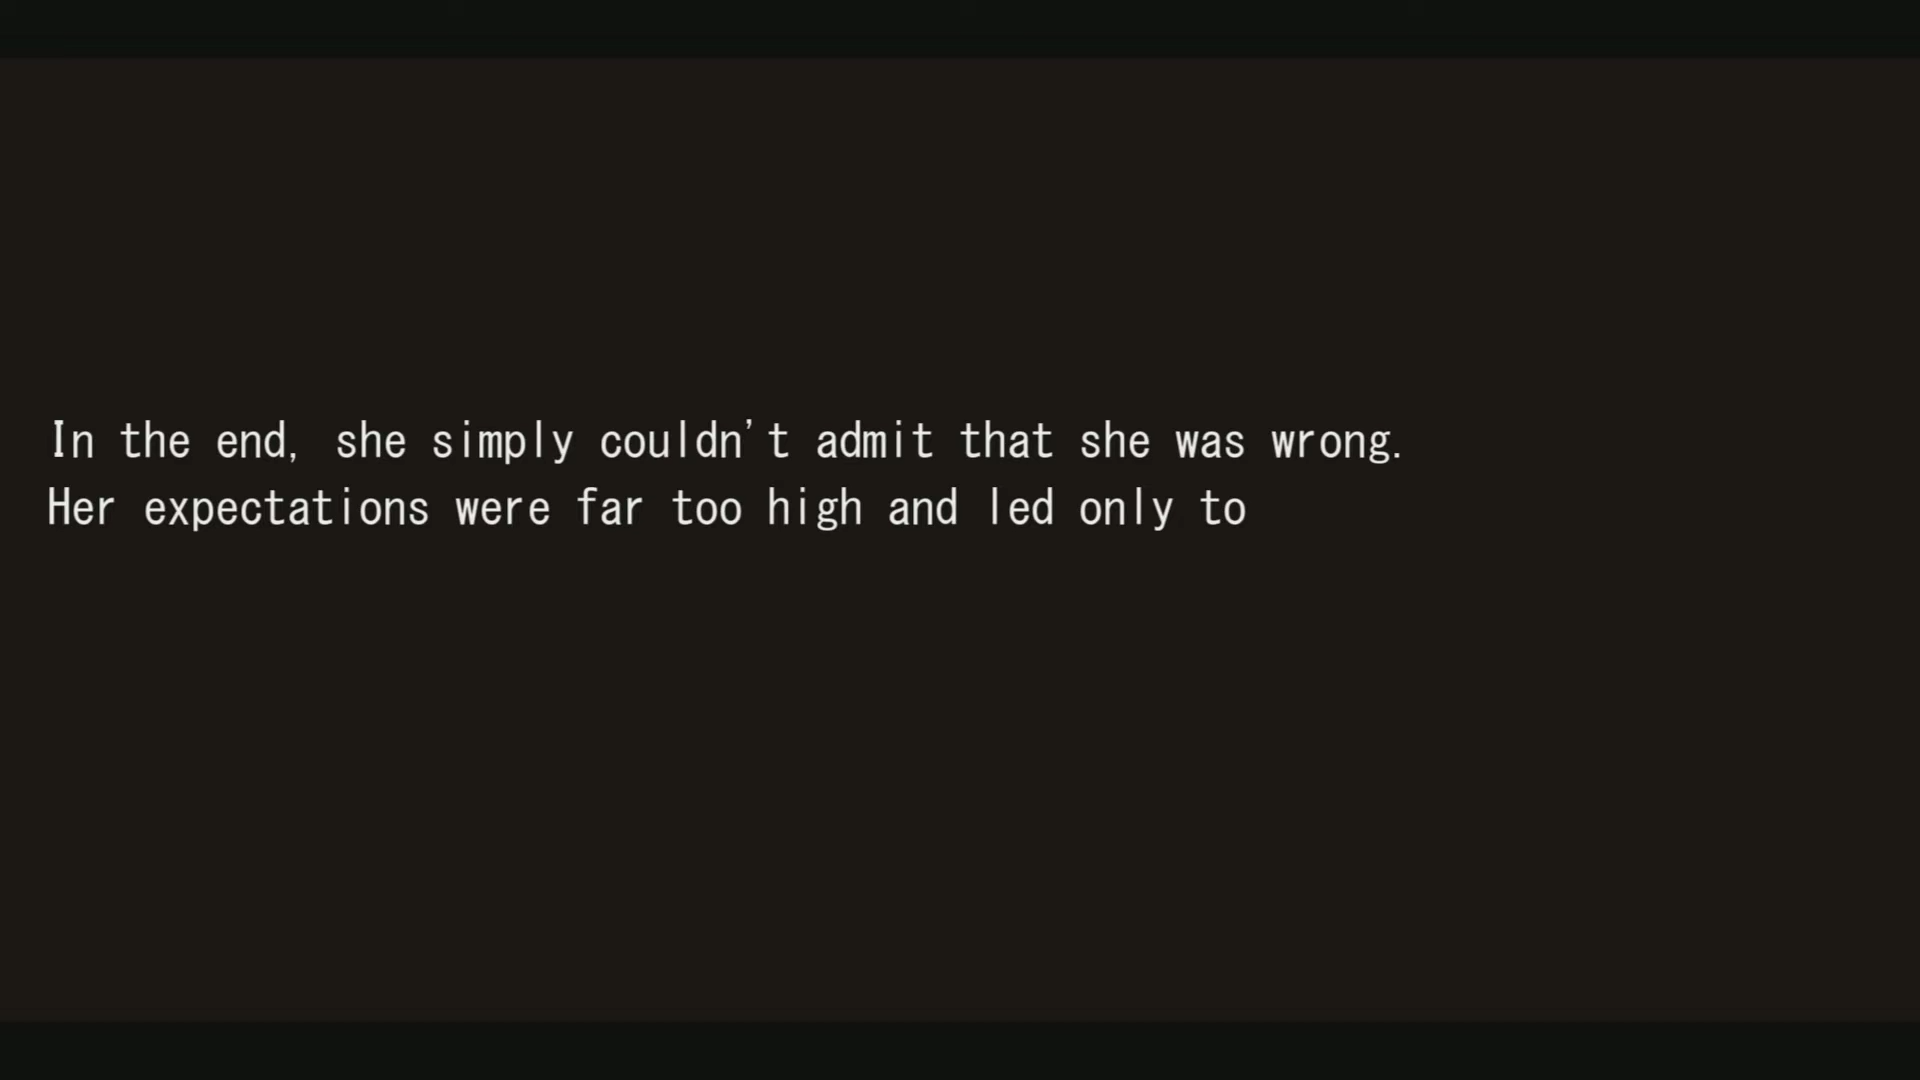 In the end, she simply couldn't admit that she was wrong.
Her expectations were far too high and led only to